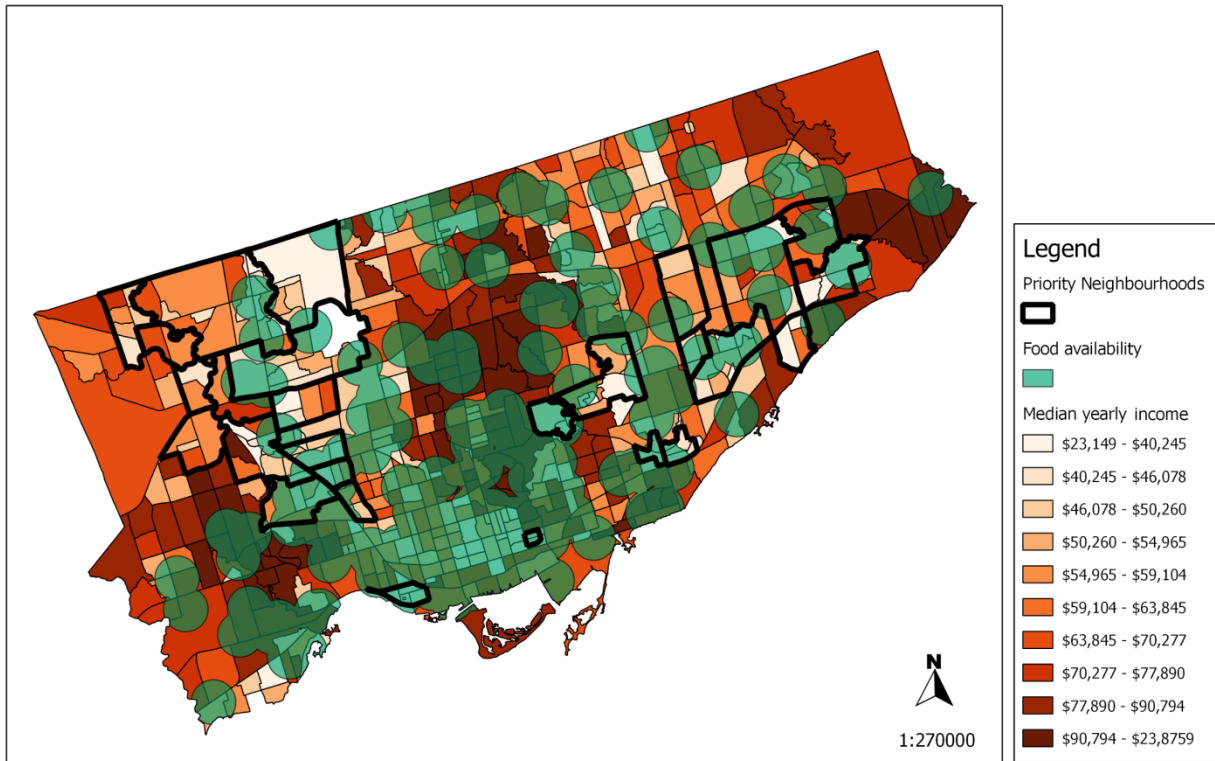 N
1:270000
Legend
Priority Neighbourhoods
Food availability
Median yearly income
$23,149 - $40,245
$40,245 - $46,078
$46,078 - $50,260
$50,260 - $54,965
$54,965 - $59,104
$59,104 - $63,845
$63,845 - $70,277
$70,277 - $77,890
$77,890 - $90,794
$90,794 - $23,8759